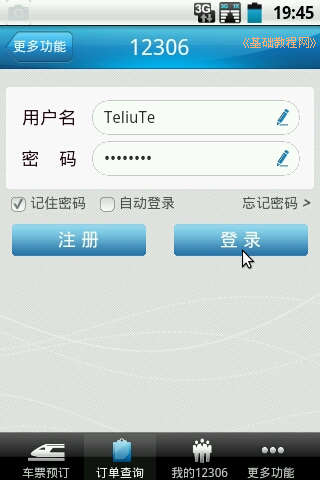 3G 19:45
更多功能 12306 《基础教程网》
用户名 TeliuTe
密 码 ••••••••
记住密码 自动登录 忘记密码 >
注 册 登 录
车票预订 订单查询 我的12306 更多功能